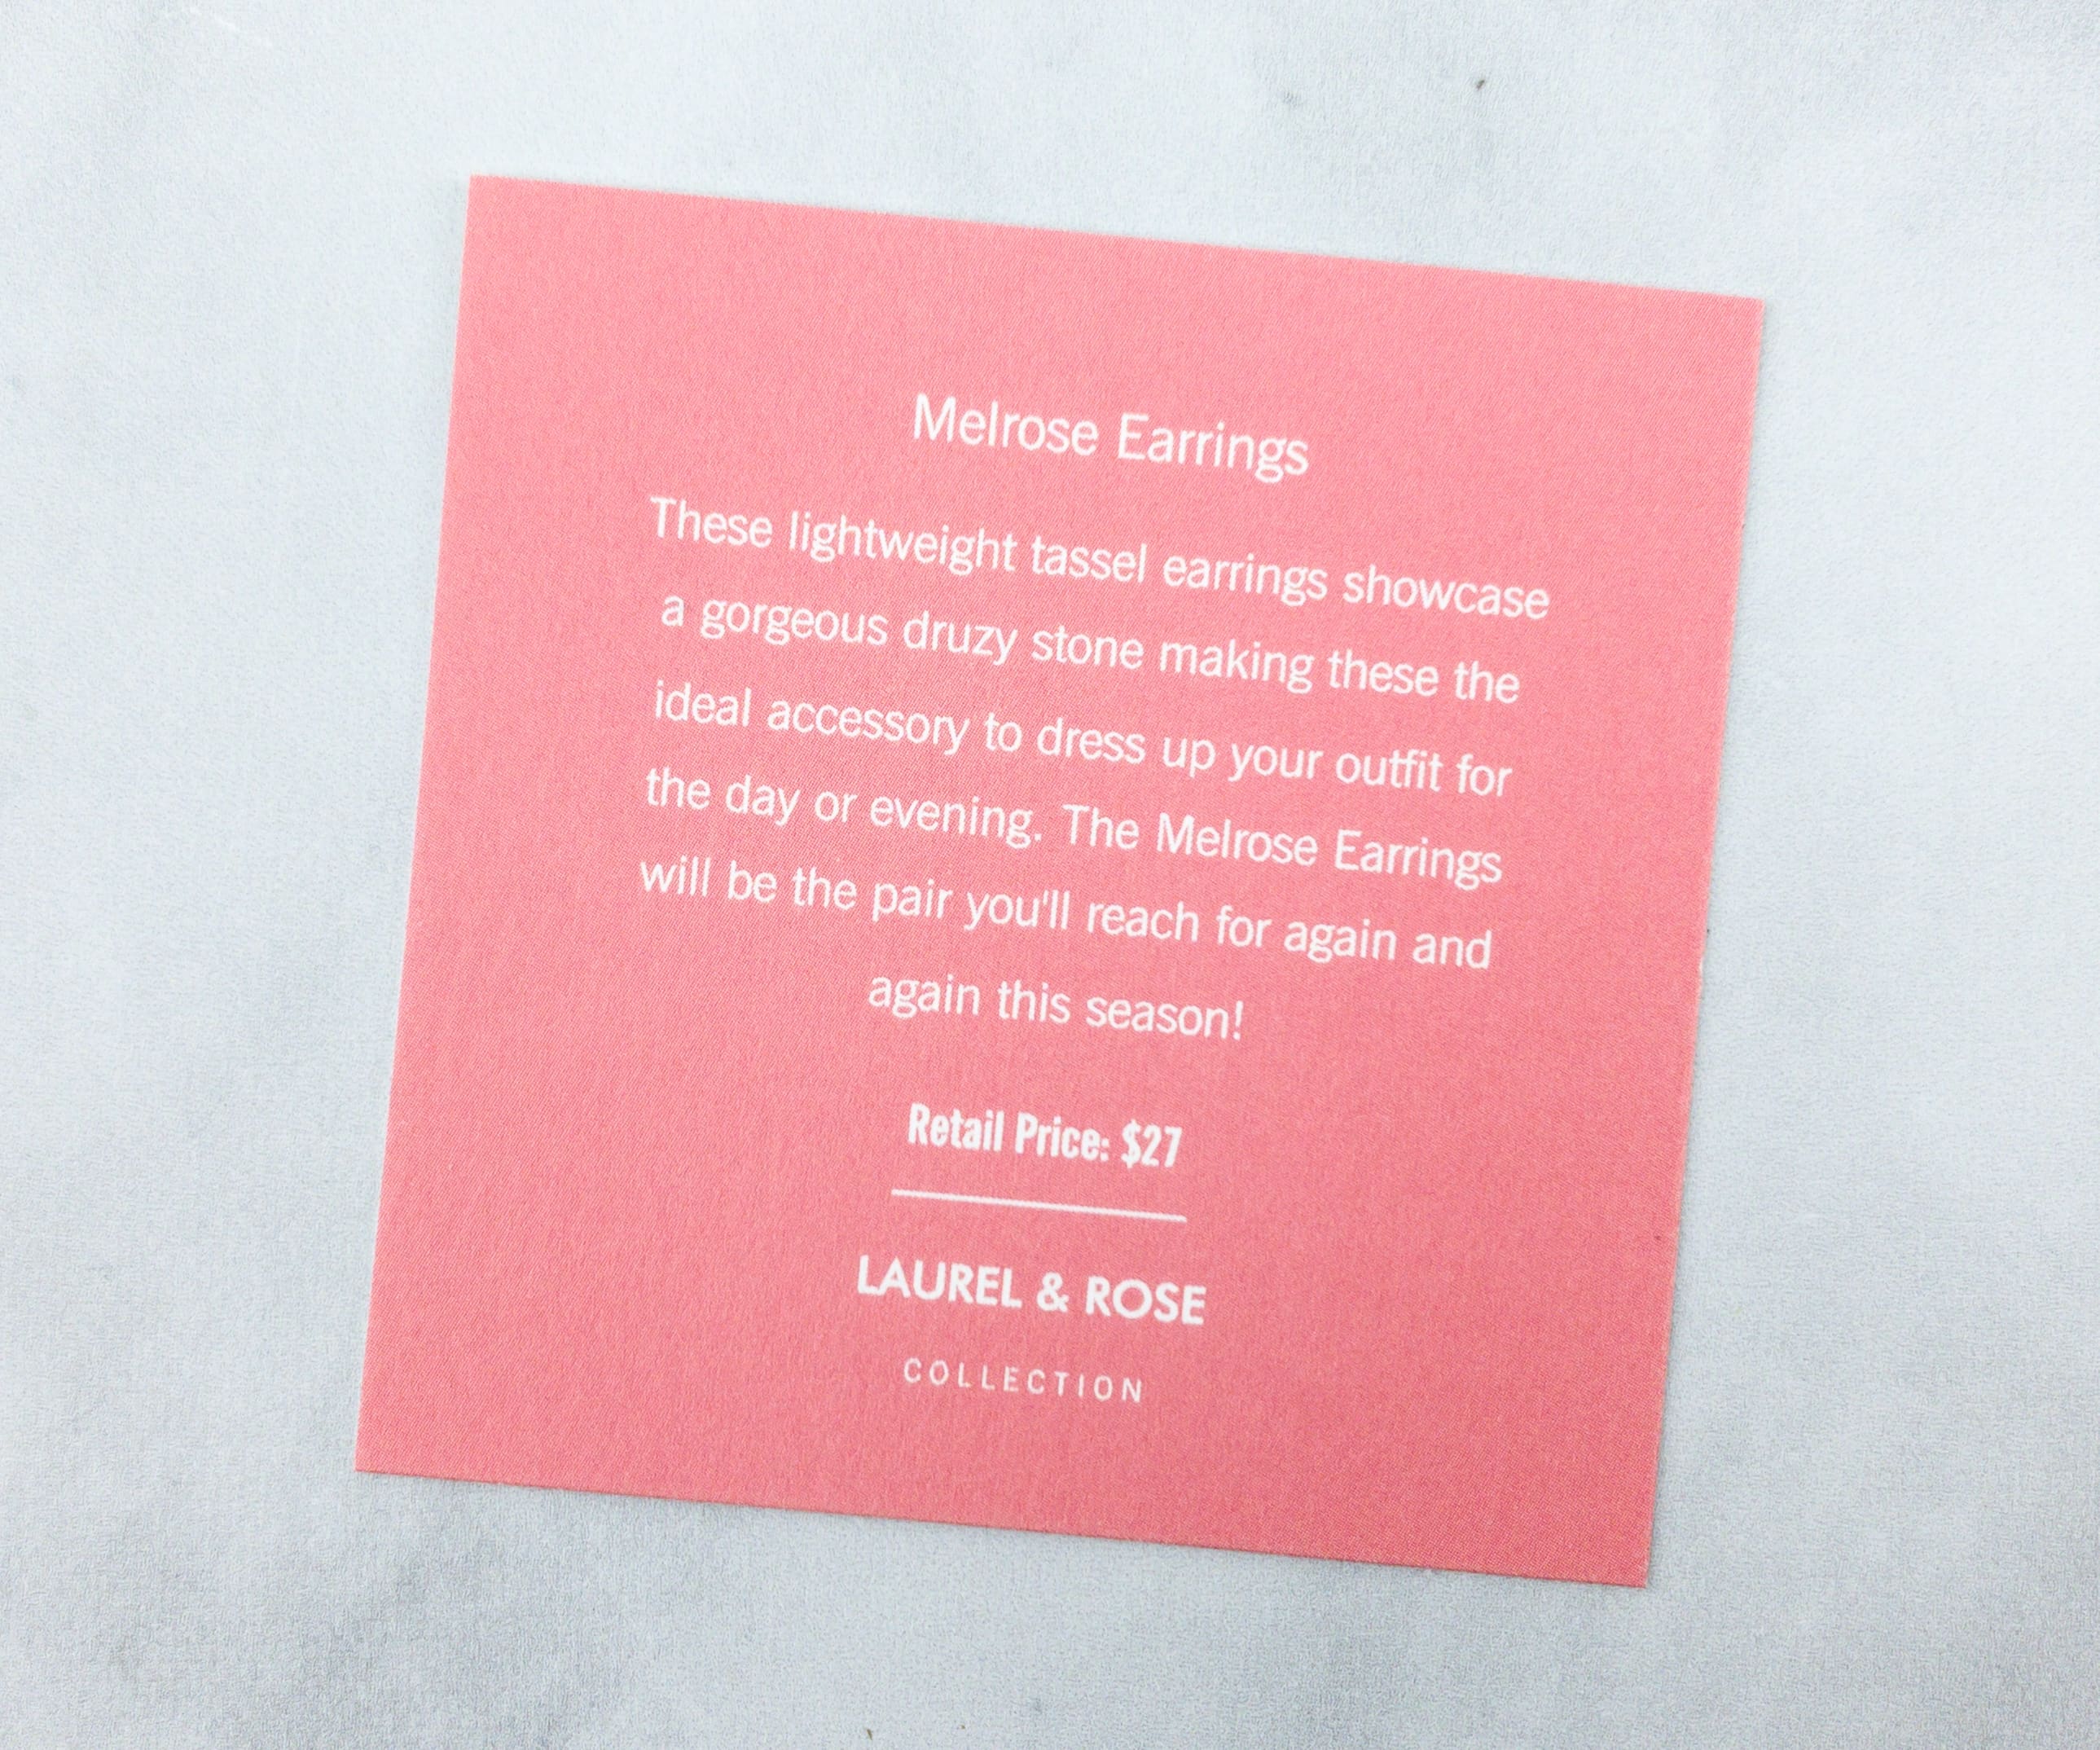 Melrose Earrings
These lightweight tassel earrings showcase
a gorgeous druzy stone making these the
ideal accessory to dress up your outfit for
the day or evening. The Melrose Earrings
will be the pair you'll reach for again and
again this season!
Retail Price: $27
LAUREL & ROSE
COLLECTION